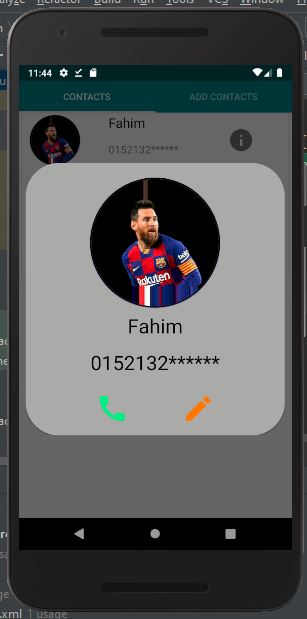 Refactor Build Run Tools VCS Window
11:44
CONTACTS
ADD CONTACTS
Fahim
0152132******
Rakuten
Fahim
0152132******
.xml 1 usage